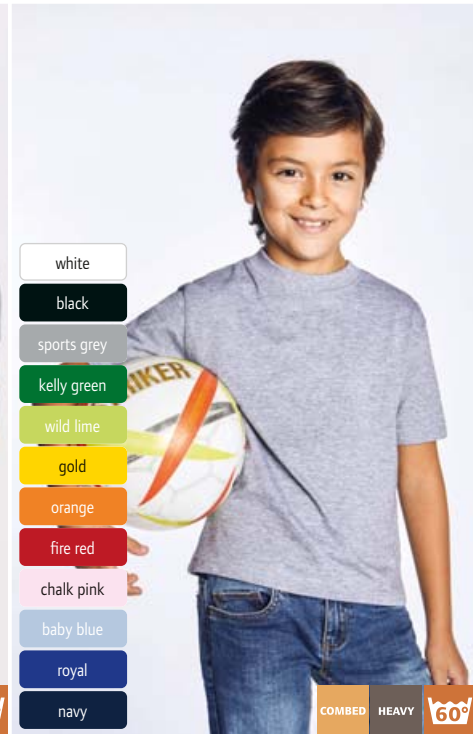 white
black
sports grey
kelly green
wild lime
gold
orange
fire red
chalk pink
baby blue
royal
navy
COMBED
HEAVY
60°